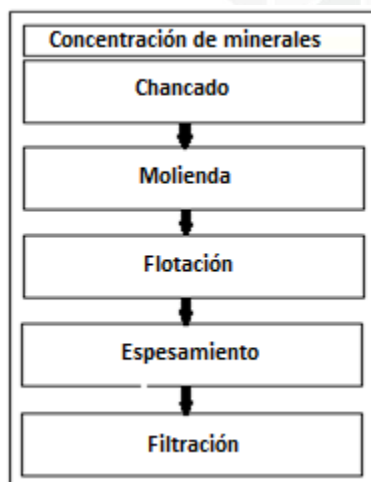 Concentración de minerales
Chancado
Molienda
Flotación
Espesamiento
Filtración